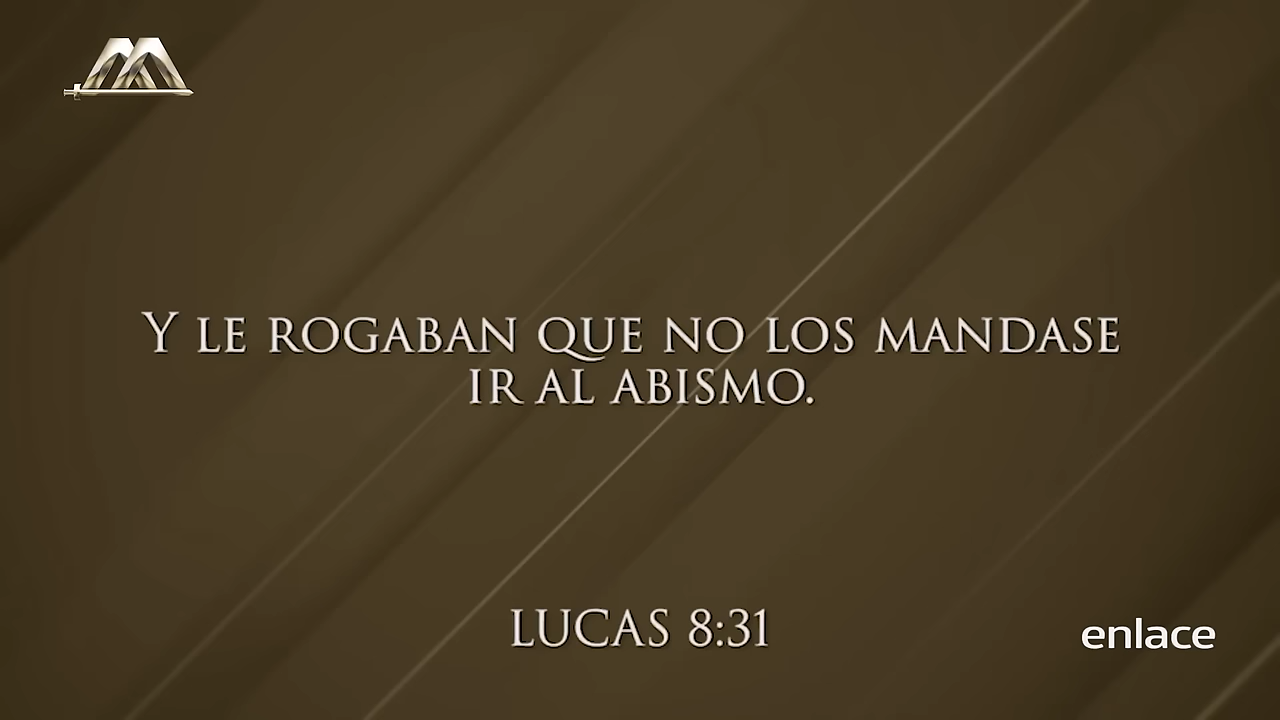 Y LE ROGABAN QUE NO LOS MANDASE
IR AL ABISMO.
LUCAS 8:31
enlace